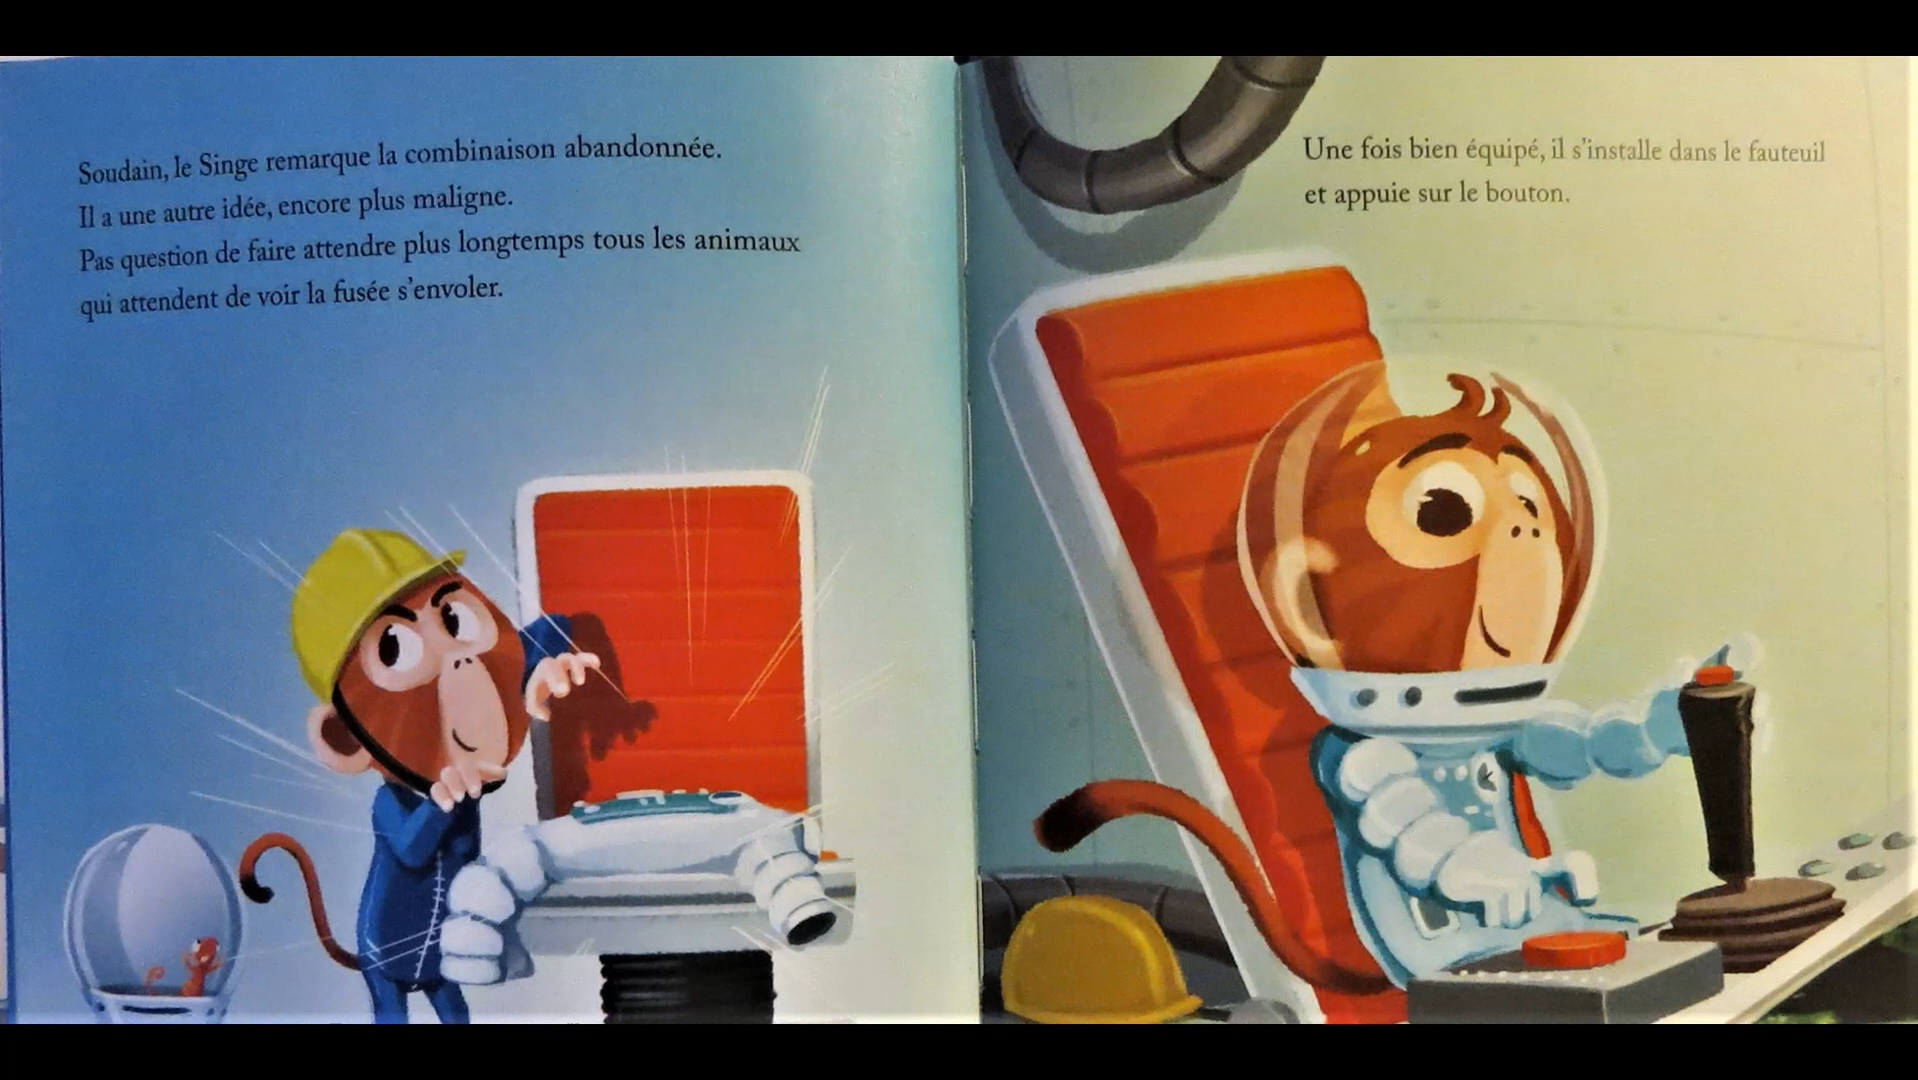 Soudain, le Singe remarque la combinaison abandonnée.
Il a une autre idée, encore plus maligne.
Pas question de faire attendre plus longtemps tous les animaux
qui attendent de voir la fusée s'envoler.
Une fois bien équipé, il s'installe dans le fauteuil
et appuie sur le bouton.